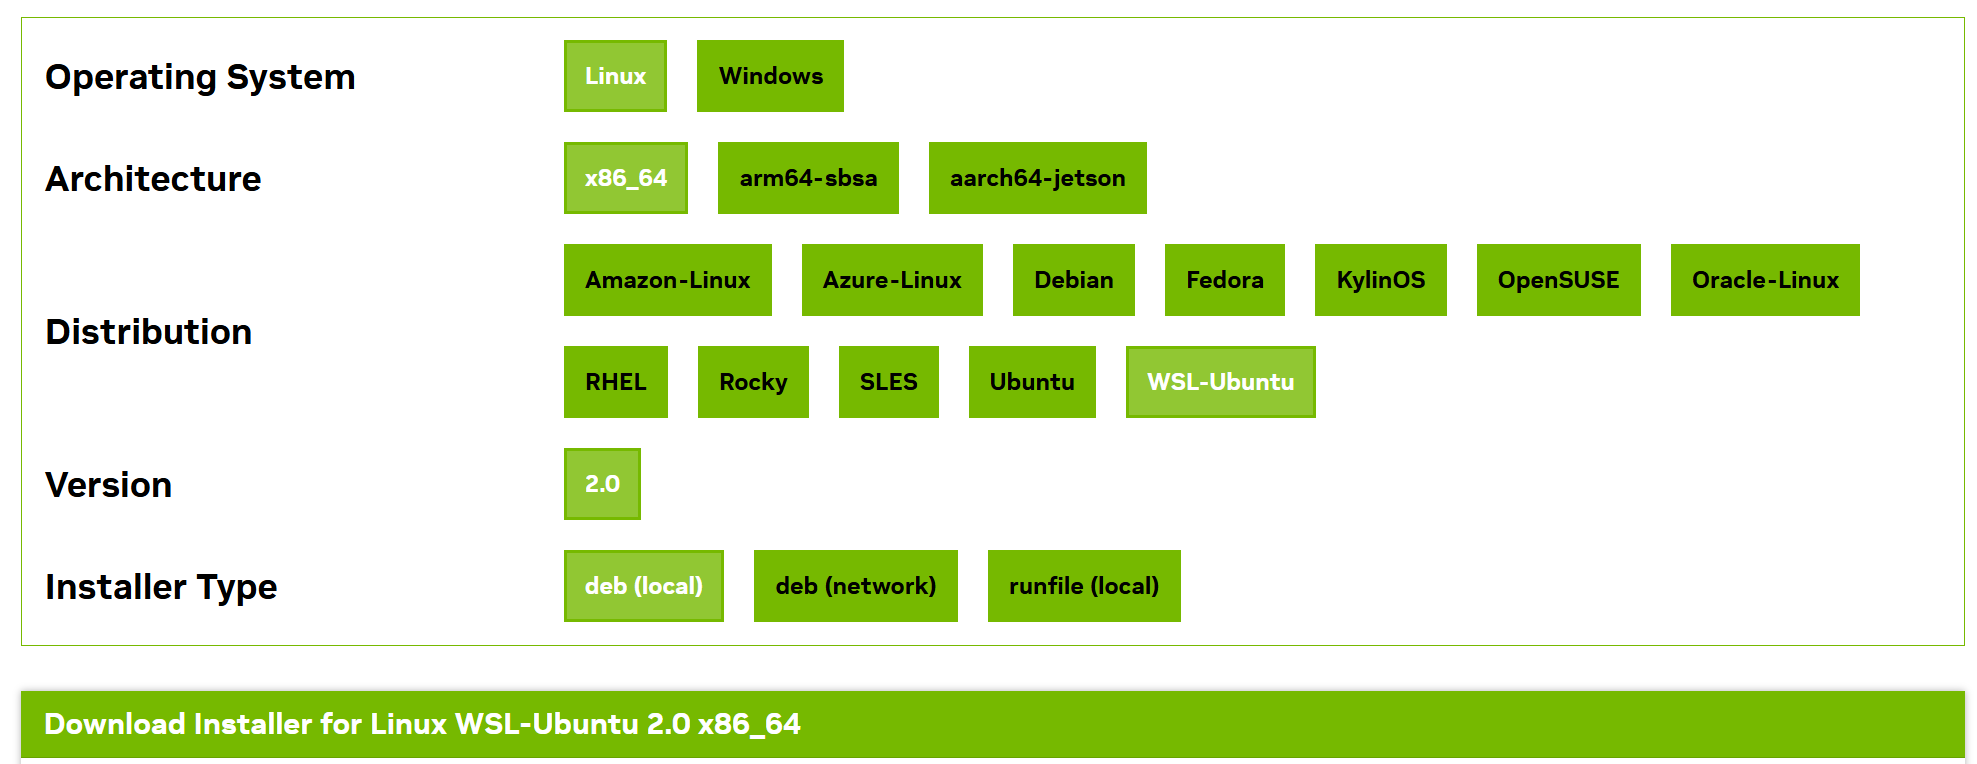 Operating System
Linux Windows
Architecture
x86_64 arm64-sbsa aarch64-jetson
Distribution
Amazon-Linux Azure-Linux Debian Fedora KylinOS OpenSUSE Oracle-Linux
RHEL Rocky SLES Ubuntu WSL-Ubuntu
Version
2.0
Installer Type
deb (local) deb (network) runfile (local)
Download Installer for Linux WSL-Ubuntu 2.0 x86_64